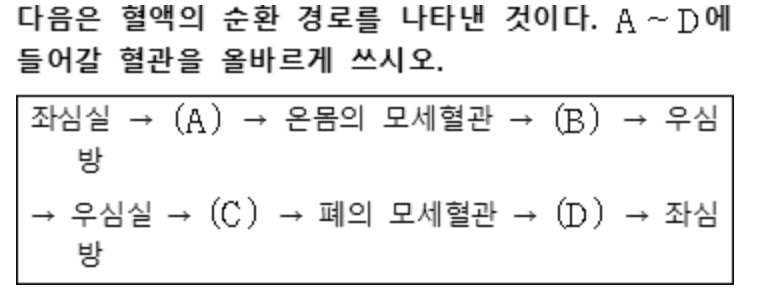 다음은 혈액의 순환 경로를 나타낸 것이다. A ~ D에
들어갈 혈관을 올바르게 쓰시오.
좌심실 → (A) → 온몸의 모세혈관 → (B) → 우심
방
→ 우심실 → (C) → 폐의 모세혈관 → (D) → 좌심
방